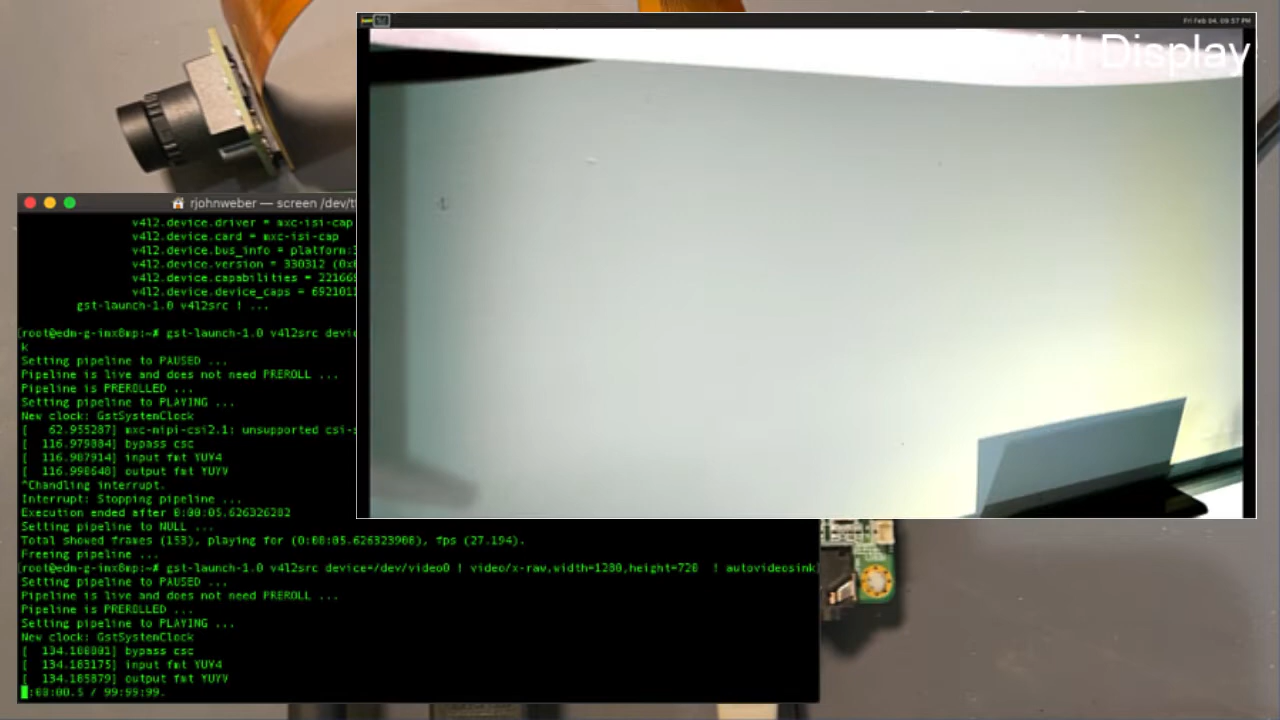 Fri Feb 04, 09:57 PM
MI Display
rjohnweber — screen /dev/tt
v4l2.device.driver = mxc-isi-cap
v4l2.device.card = mxc-isi-cap
v4l2.device.bus_info = platform:3
v4l2.device.version = 330312 (0x
v4l2.device.capabilities = 22166
v4l2.device.device_caps = 6921011
gst-launch-1.0 v4l2src ! ...
[root@edm-g-imx8mp:~# gst-launch-1.0 v4l2src devic
k
Setting pipeline to PAUSED ...
Pipeline is live and does not need PREROLL ...
Pipeline is PREROLLED ...
Setting pipeline to PLAYING ...
New clock: GstSystemClock
[   62.955287] mxc-mipi-csi2.1: unsupported csi-s
[  116.979884] bypass csc
[  116.987914] input fmt YUV4
[  116.990640] output fmt YUYV
^Chandling interrupt.
Interrupt: Stopping pipeline ...
Execution ended after 0:00:05.626326282
Setting pipeline to NULL ...
Total showed frames (153), playing for (0:00:05.626323908), fps (27.194).
Freeing pipeline ...
[root@edm-g-imx8mp:~# gst-launch-1.0 v4l2src device=/dev/video0 ! video/x-raw,width=1280,height=720  ! autovideosink
Setting pipeline to PAUSED ...
Pipeline is live and does not need PREROLL ...
Pipeline is PREROLLED ...
Setting pipeline to PLAYING ...
New clock: GstSystemClock
[  134.180001] bypass csc
[  134.183175] input fmt YUV4
[  134.185879] output fmt YUYV
:00:00.5 / 99:99:99.